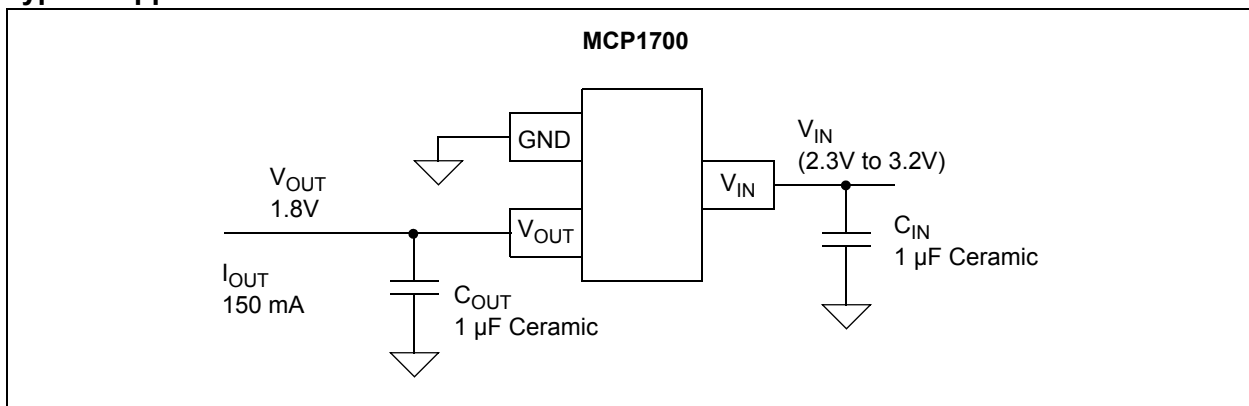 MCP1700
GND
V_IN
(2.3V to 3.2V)
V_IN
V_OUT
1.8V
V_OUT
C_IN
1 µF Ceramic
I_OUT
150 mA
C_OUT
1 µF Ceramic